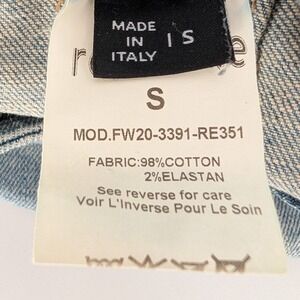 MADE
IN
ITALY
I S
S
MOD.FW20-3391-RE351
FABRIC:98%COTTON
2%ELASTAN
See reverse for care
Voir L'Inverse Pour Le Soin